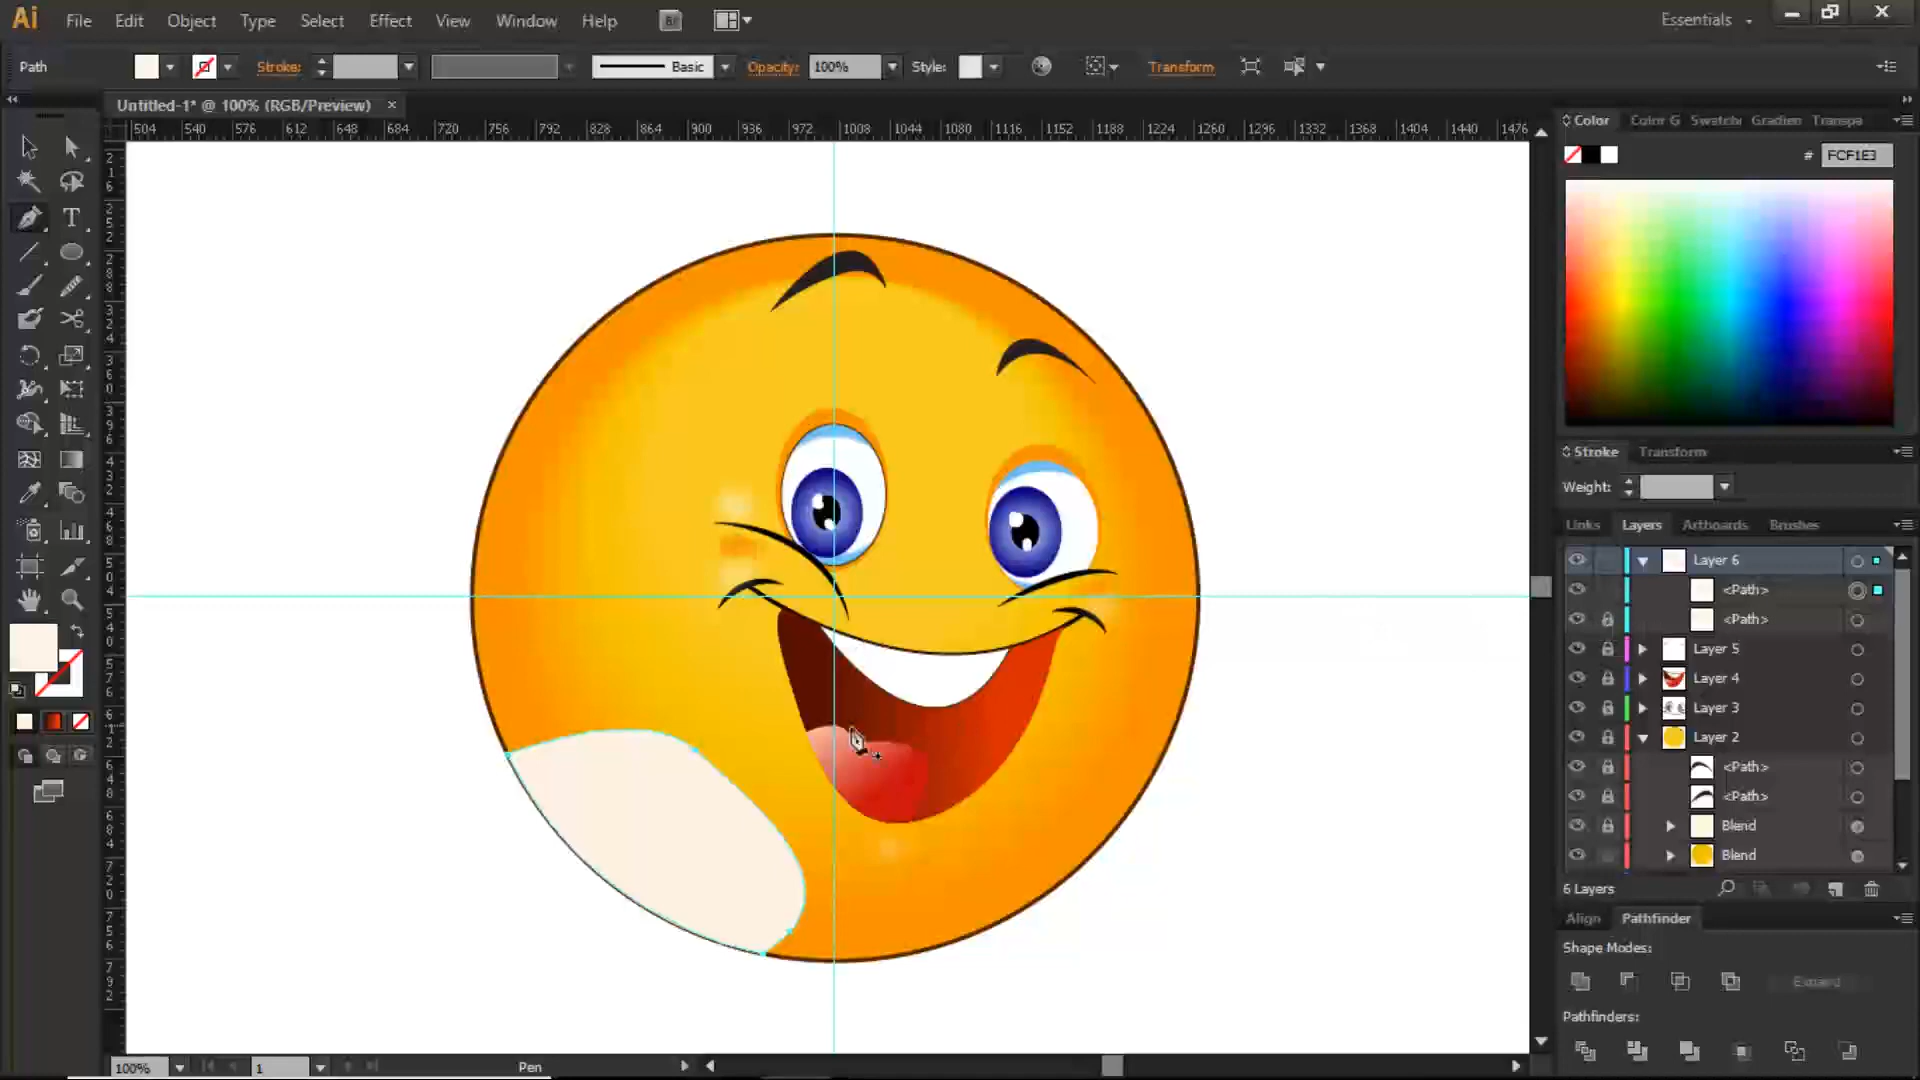 Ai File Edit Object Type Select Effect View Window Help Br Essentials
Path Stroke: Basic Opacity: 100% Style: Transform
Untitled-1* @ 100% (RGB/Preview) ×
504 540 576 612 648 684 720 756 792 828 864 900 936 972 1008 1044 1080 1116 1152 1188 1224 1260 1296 1332 1368 1404 1440 1476
Color Color G Swatche Gradien Transpa
# FCF1E3
Stroke Transform
Weight:
Links Layers Artboards Brushes
Layer 6
<Path>
<Path>
Layer 5
Layer 4
Layer 3
Layer 2
<Path>
<Path>
Blend
Blend
6 Layers
Align Pathfinder
Shape Modes:
Expand
Pathfinders:
100% 1 Pen